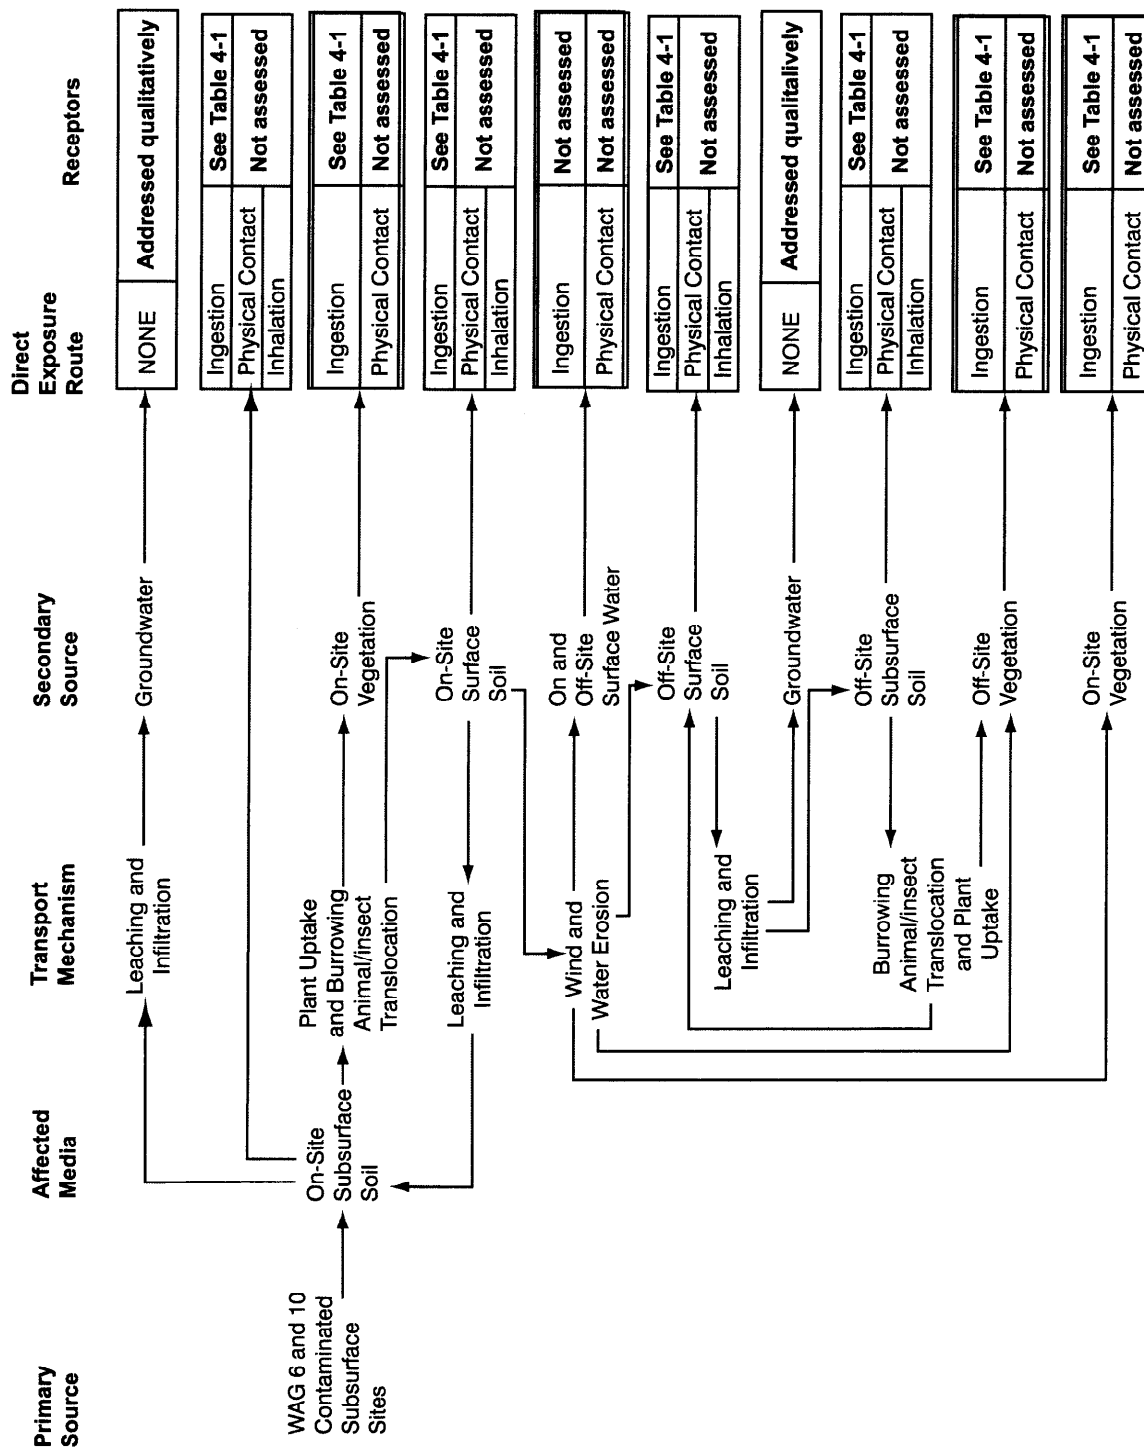 Primary
Source
Affected
Media
Transport
Mechanism
Secondary
Source
Direct
Exposure
Route
Receptors
WAG 6 and 10
Contaminated
Subsurface
Sites
On-Site
Subsurface
Soil
Leaching and
Infiltration
Groundwater
NONE
Addressed qualitatively
Ingestion
See Table 4-1
Physical Contact
Not assessed
Inhalation
Plant Uptake
and Burrowing
Animal/insect
Translocation
On-Site
Vegetation
Ingestion
See Table 4-1
Physical Contact
Not assessed
Leaching and
Infiltration
On-Site
Surface
Soil
Ingestion
See Table 4-1
Physical Contact
Not assessed
Inhalation
Wind and
Water Erosion
On and
Off-Site
Surface Water
Ingestion
Not assessed
Physical Contact
Not assessed
Off-Site
Surface
Soil
Ingestion
See Table 4-1
Physical Contact
Not assessed
Inhalation
Leaching and
Infiltration
Groundwater
NONE
Addressed qualitalively
Off-Site
Subsurface
Soil
Ingestion
See Table 4-1
Physical Contact
Not assessed
Inhalation
Burrowing
Animal/insect
Translocation
and Plant
Uptake
Off-Site
Vegetation
Ingestion
See Table 4-1
Physical Contact
Not assessed
On-Site
Vegetation
Ingestion
See Table 4-1
Physical Contact
Not assessed